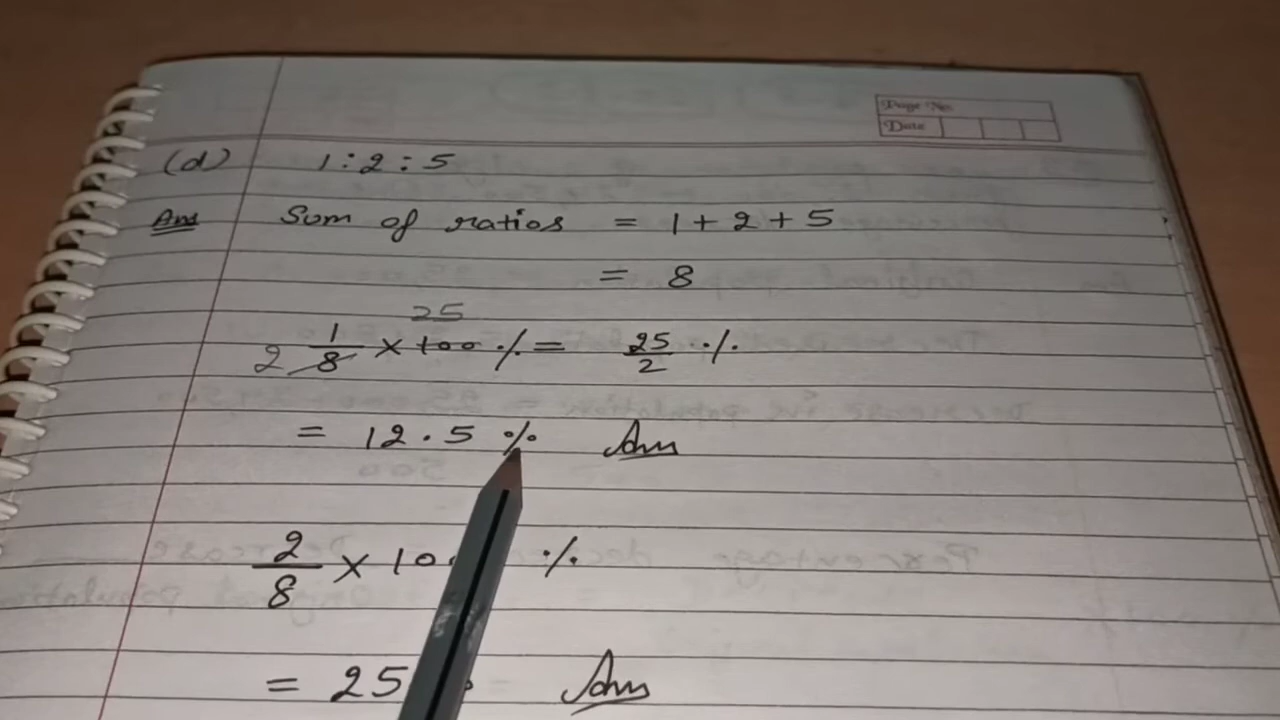 Page No.
Date
(d) 1:2:5
Ans Sum of ratios = 1+2+5
= 8
25
2 1/8 × 100 % = 25/2 %
= 12.5 % Ans
2/8 × 100 %
= 25 Ans